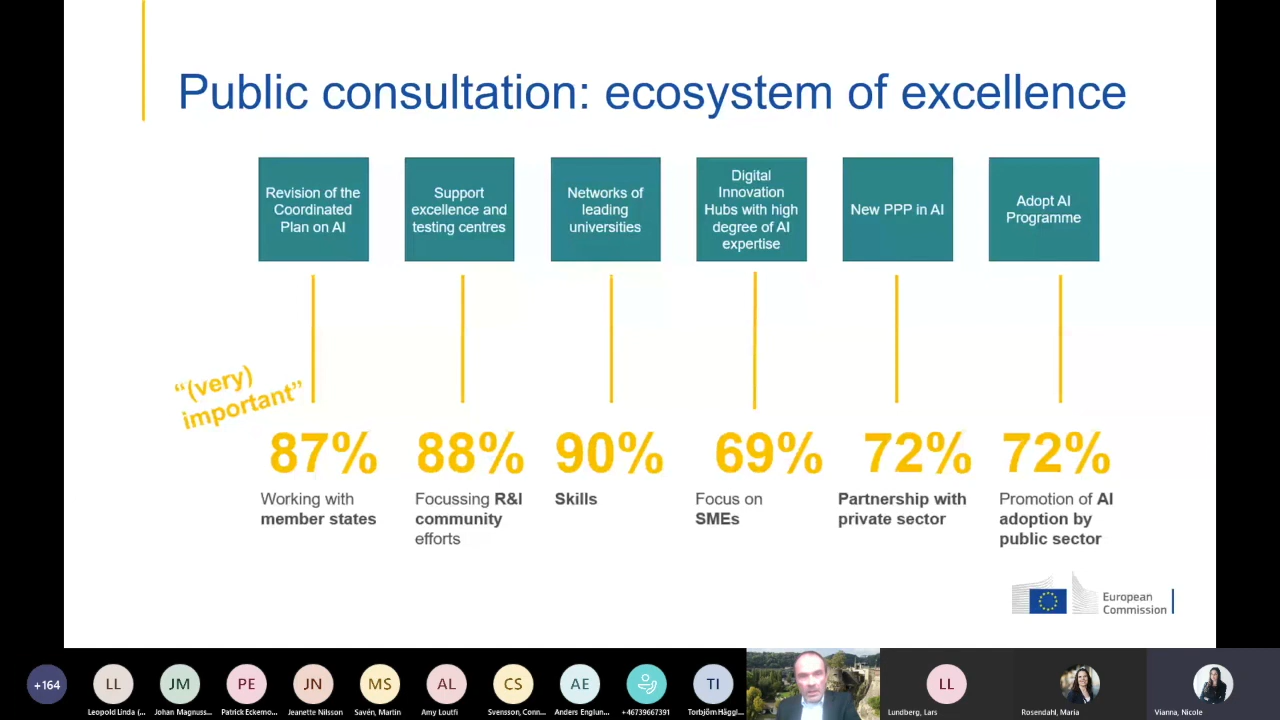 Public consultation: ecosystem of excellence
Revision of the
Coordinated
Plan on AI
Support
excellence and
testing centres
Networks of
leading
universities
Digital
Innovation
Hubs with high
degree of AI
expertise
New PPP in AI
Adopt AI
Programme
“(very)
important”
87%
88%
90%
69%
72%
72%
Working with
member states
Focussing R&I
community
efforts
Skills
Focus on
SMEs
Partnership with
private sector
Promotion of AI
adoption by
public sector
European
Commission
+164
LL
JM
PE
JN
MS
AL
CS
AE
TI
LL
Leopold Linda (...
Johan Magnuss...
Patrick Eckemo...
Jeanette Nilsson
Savén, Martin
Amy Loutfi
Svensson, Conn...
Anders Englun...
+46739667391
Torbjöm Häggl...
Lundberg, Lars
Rosendahl, Maria
Vianna, Nicole